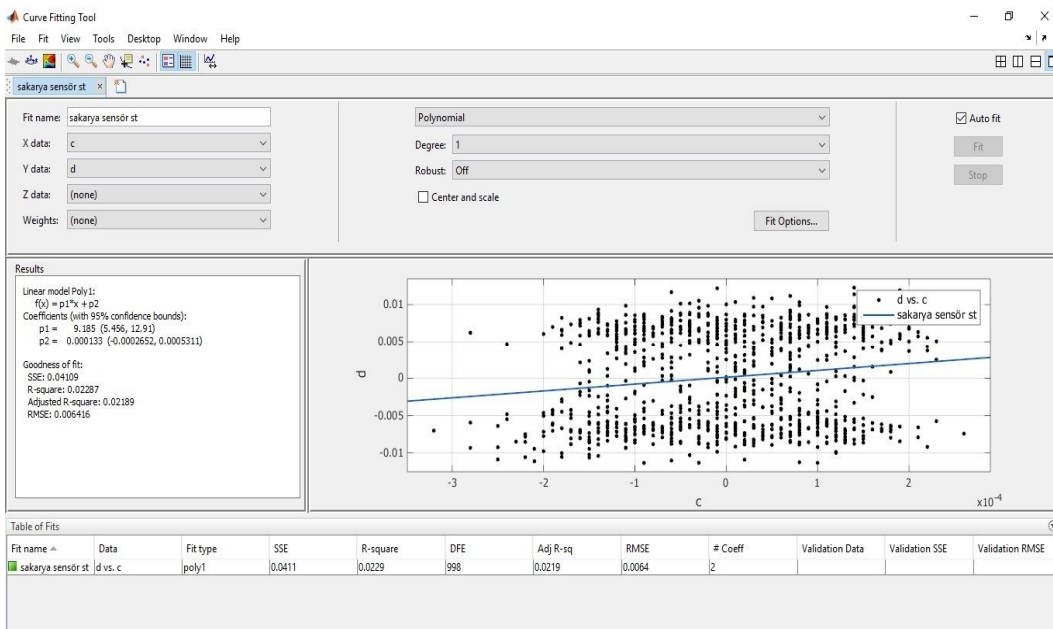 Curve Fitting Tool
File Fit View Tools Desktop Window Help
sakarya sensör st
Fit name: sakarya sensör st
X data: c
Y data: d
Z data: (none)
Weights: (none)
Polynomial
Degree: 1
Robust: Off
Center and scale
Fit Options...
Auto fit
Fit
Stop
Results
Linear model Poly1:
f(x) = p1*x + p2
Coefficients (with 95% confidence bounds):
p1 = 9.185 (5.456, 12.91)
p2 = 0.000133 (-0.0002652, 0.0005311)
Goodness of fit:
SSE: 0.04109
R-square: 0.02287
Adjusted R-square: 0.02189
RMSE: 0.006416
d vs. c
sakarya sensör st
0.01
0.005
0
-0.005
-0.01
d
-3 -2 -1 0 1 2
c
x10-4
Table of Fits
Fit name Data Fit type SSE R-square DFE Adj R-sq RMSE # Coeff Validation Data Validation SSE Validation RMSE
sakarya sensör st d vs. c poly1 0.0411 0.0229 998 0.0219 0.0064 2